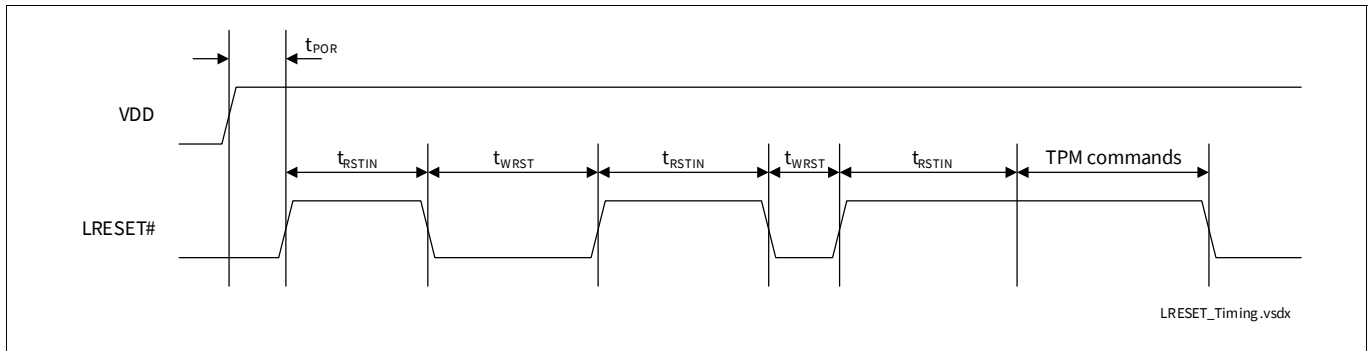 tPOR
VDD
tRSTIN tWRST tRSTIN tWRST tRSTIN TPM commands
LRESET#
LRESET_Timing.vsdx